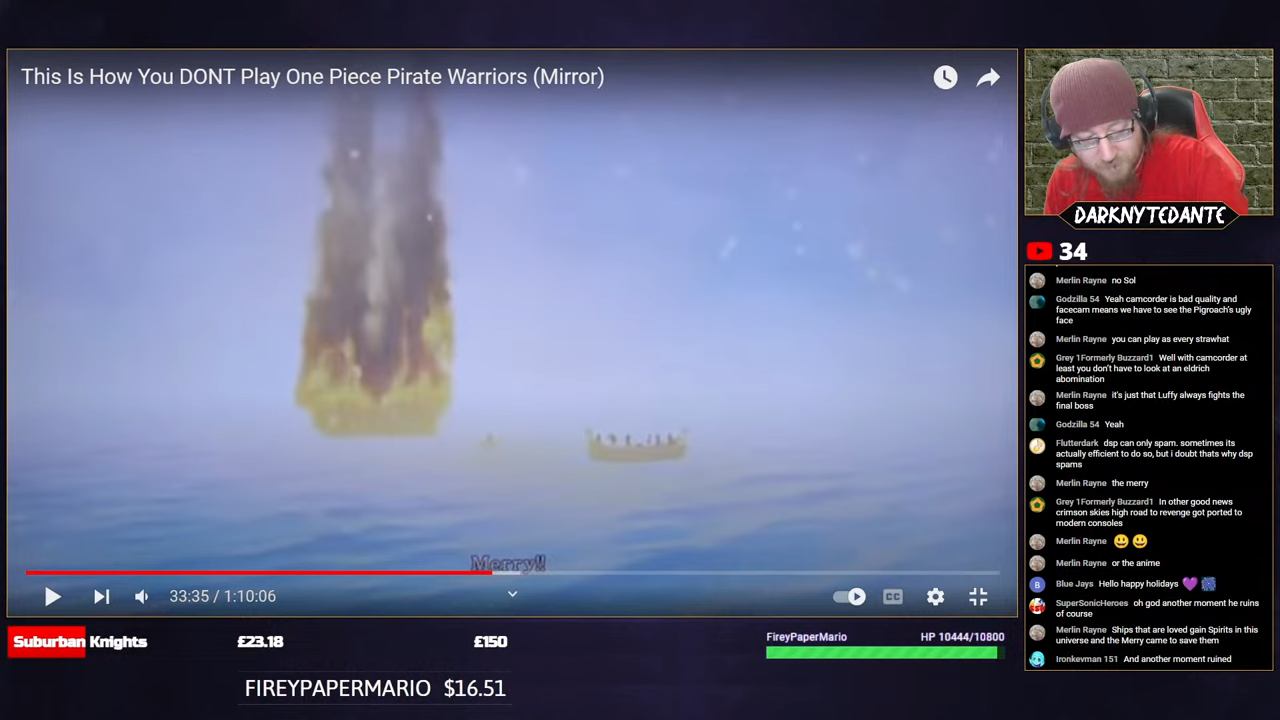 This Is How You DONT Play One Piece Pirate Warriors (Mirror)
Merry!!
33:35 / 1:10:06
CC
DARKNYTEDANTE
34
Merlin Rayne no Sol
Godzilla 54 Yeah camcorder is bad quality and
facecam means we have to see the Pigroach's ugly
face
Merlin Rayne you can play as every strawhat
Grey 1Formerly Buzzard1 Well with camcorder at
least you don't have to look at an eldrich
abomination
Merlin Rayne it's just that Luffy always fights the
final boss
Godzilla 54 Yeah
Flutterdark dsp can only spam. sometimes its
actually efficient to do so, but i doubt thats why dsp
spams
Merlin Rayne the merry
Grey 1Formerly Buzzard1 In other good news
crimson skies high road to revenge got ported to
modern consoles
Merlin Rayne 😃 😃
Merlin Rayne or the anime
B Blue Jays Hello happy holidays 💜
SuperSonicHeroes oh god another moment he ruins
of course
Merlin Rayne Ships that are loved gain Spirits in this
universe and the Merry came to save them
Ironkevman 151 And another moment ruined
Suburban Knights £23.18 £150
FireyPaperMario HP 10444/10800
FIREYPAPERMARIO $16.51